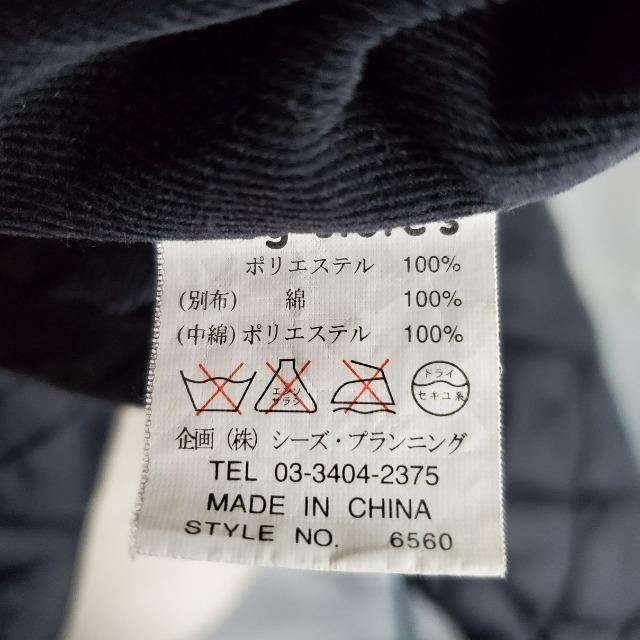 ポリエステル 100%
(別布) 綿 100%
(中綿) ポリエステル 100%
エンソ ドライ
サラシ セキユ系
企画 (株) シーズ・プランニング
TEL 03-3404-2375
MADE IN CHINA
STYLE NO. 6560